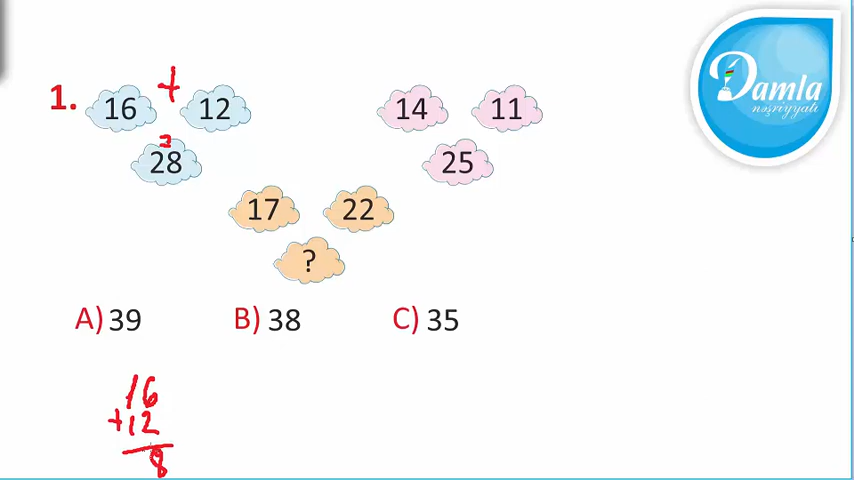 Damla
nəşriyyatı
1. 16 + 12
= 28
14 11
25
17 22
?
A) 39 B) 38 C) 35
16
+ 12
8